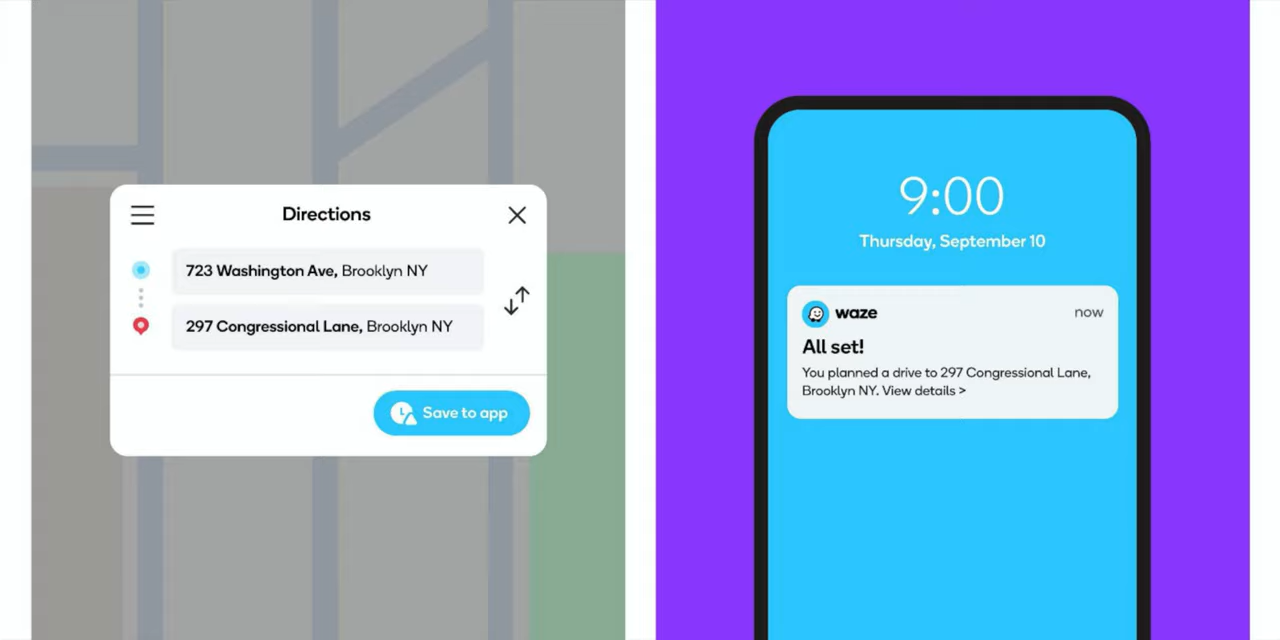 Directions
723 Washington Ave, Brooklyn NY
297 Congressional Lane, Brooklyn NY
Save to app
9:00
Thursday, September 10
waze
now
All set!
You planned a drive to 297 Congressional Lane,
Brooklyn NY. View details >